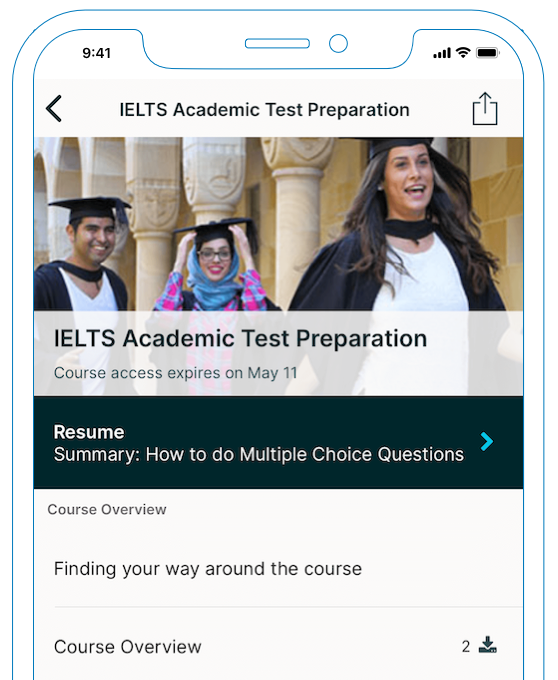 9:41
IELTS Academic Test Preparation
IELTS Academic Test Preparation
Course access expires on May 11
Resume
Summary: How to do Multiple Choice Questions
Course Overview
Finding your way around the course
Course Overview 2